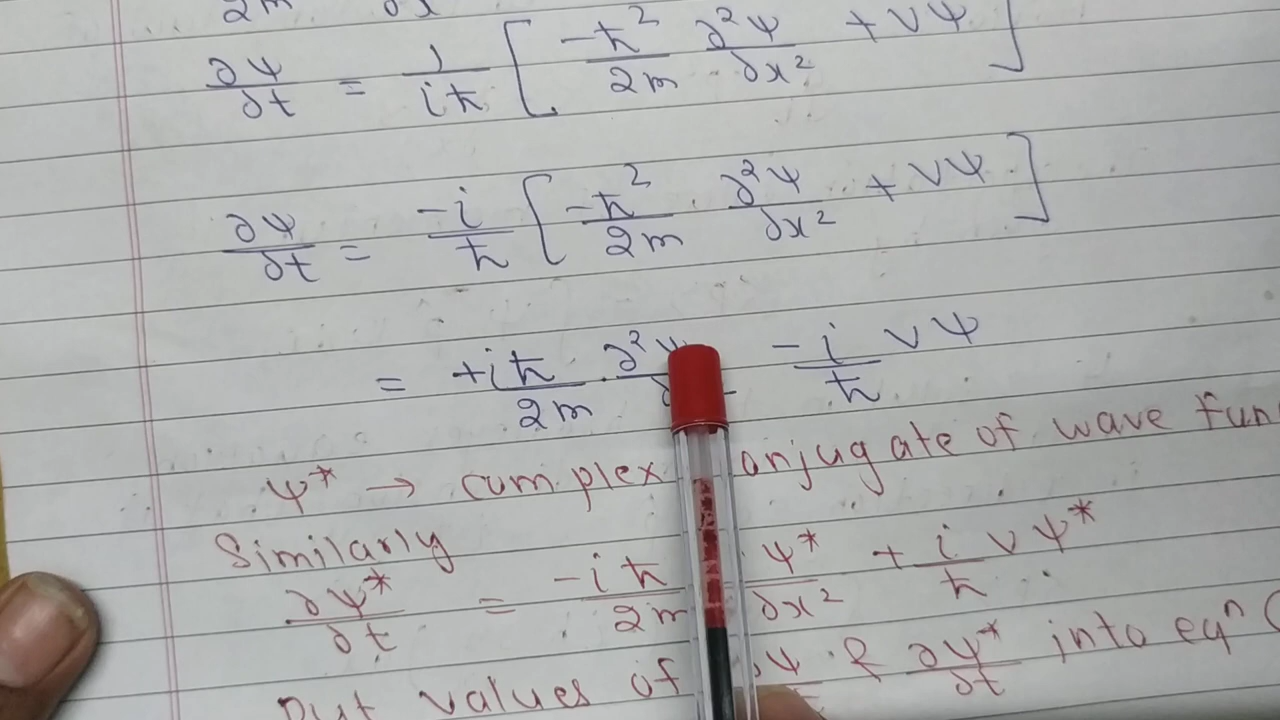 2m ∂x
∂ψ/∂t = 1/iħ [ -ħ²/2m ∂²ψ/∂x² + Vψ ]
∂ψ/∂t = -i/ħ [ -ħ²/2m · ∂²ψ/∂x² + Vψ ]
= +iħ/2m · ∂²ψ - i/ħ Vψ
ψ* → complex conjugate of wave fun
Similarly
∂ψ*/∂t = -iħ/2m ψ*/∂x² + i/ħ Vψ*
Put values of ψ & ∂ψ*/∂t into eqⁿ (